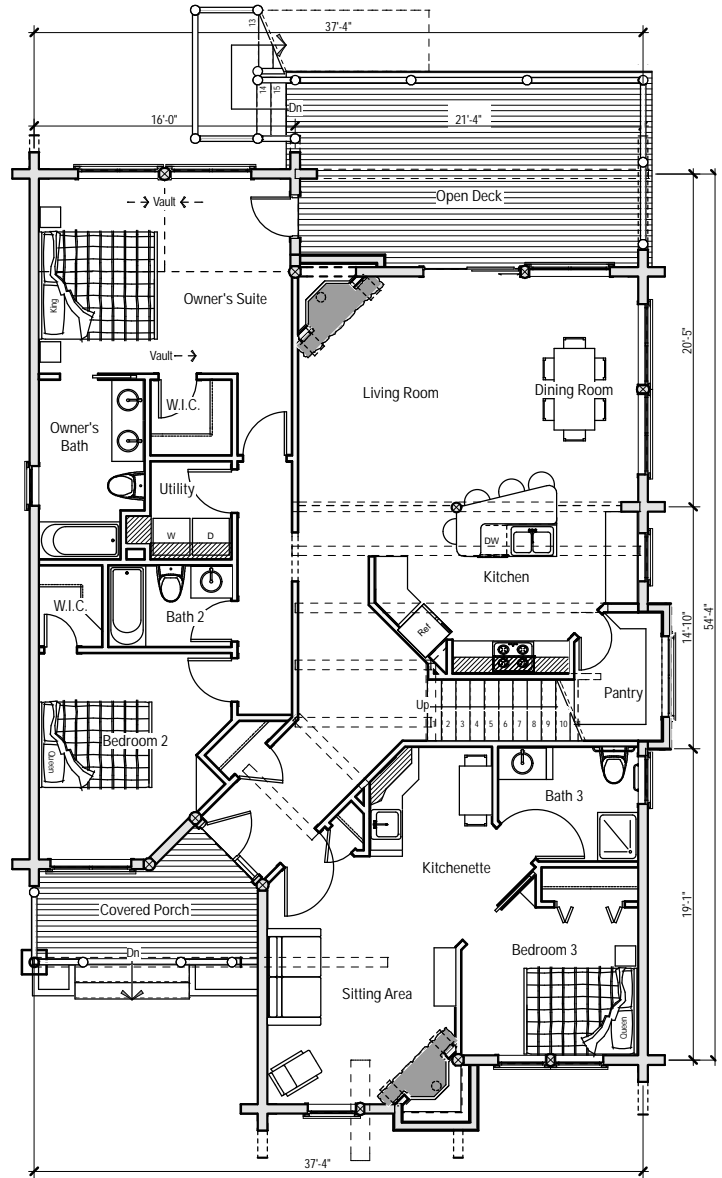 37'-4"
13
14
15
Dn
16'-0"
21'-4"
Vault
Open Deck
King
Owner's Suite
Vault
W.I.C.
Owner's
Bath
Living Room
Dining Room
20'-5"
Utility
W
D
DW
Kitchen
W.I.C.
Bath 2
Ref
14'-10"
54'-4"
Up
1 2 3 4 5 6 7 8 9 10
Pantry
Bedroom 2
Queen
Bath 3
Kitchenette
Covered Porch
Dn
Bedroom 3
19'-1"
Sitting Area
Queen
37'-4"